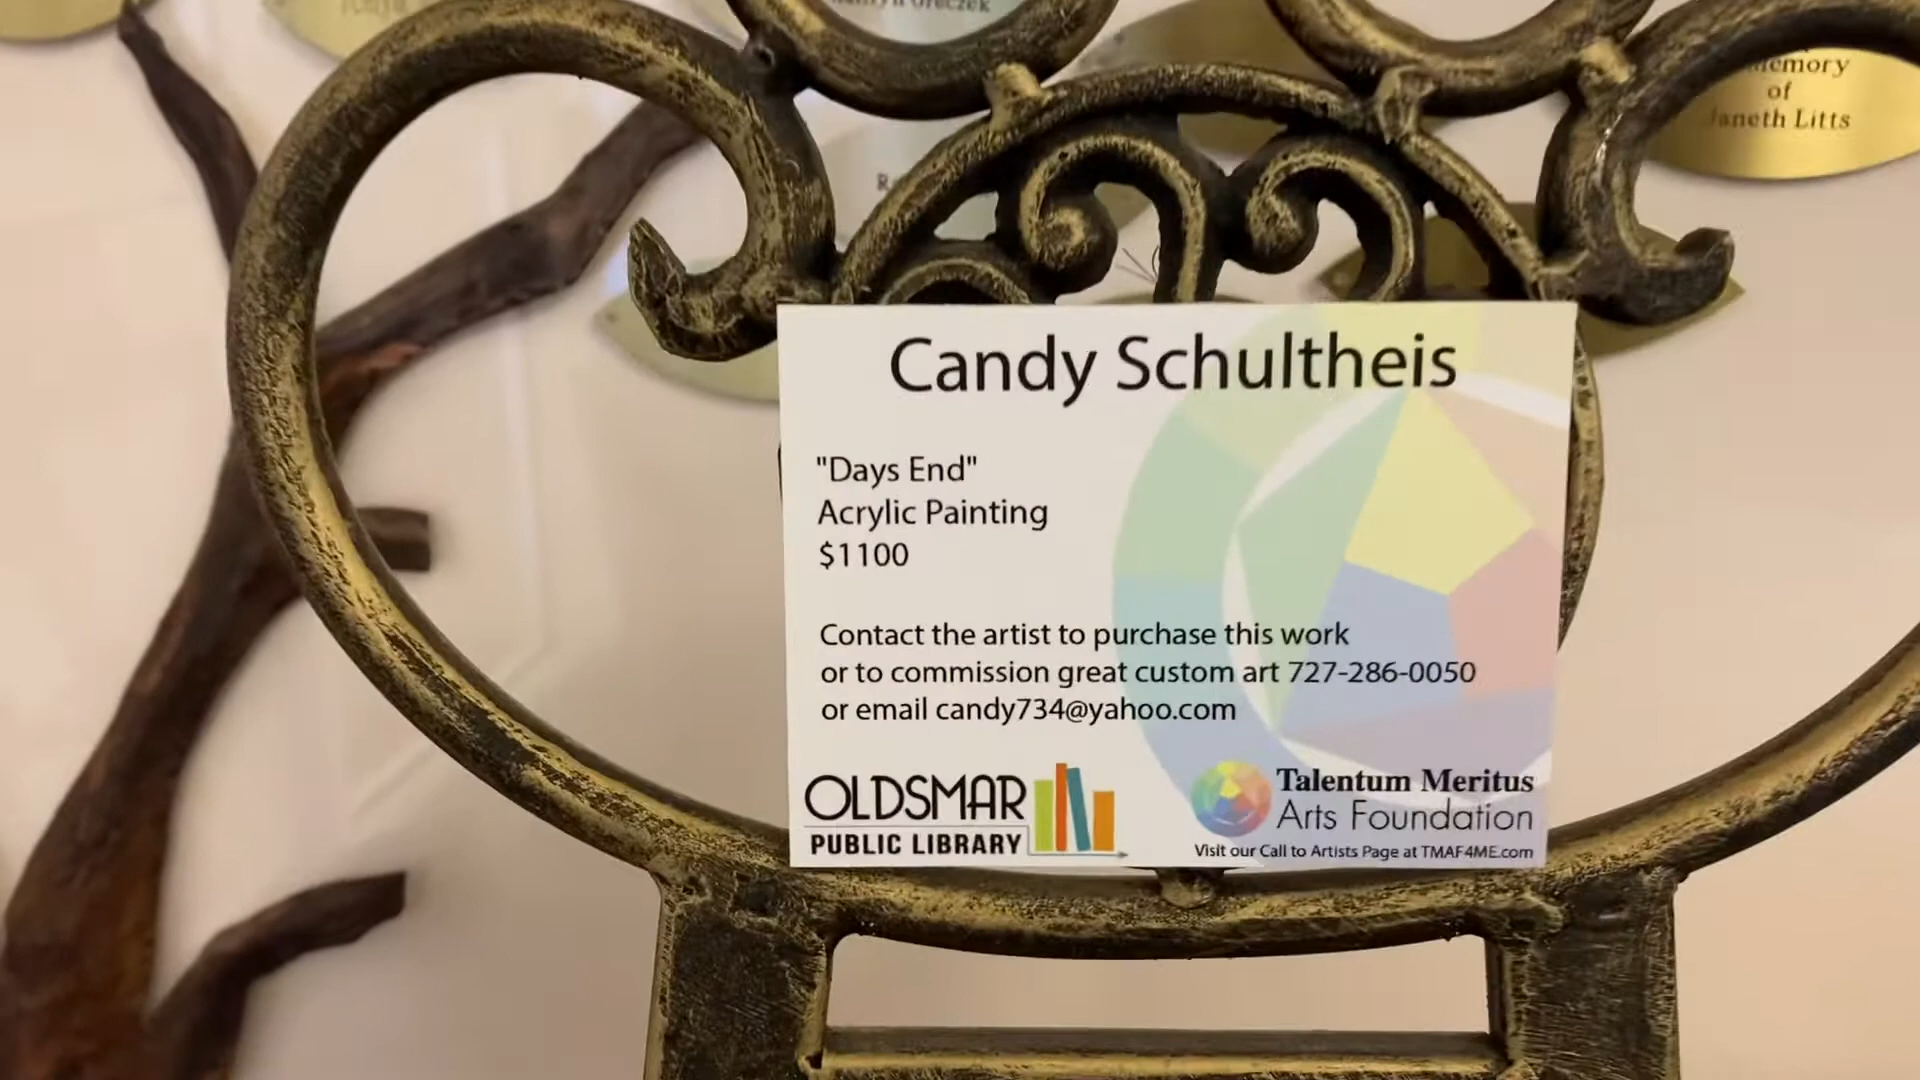 Memory
of
Janeth Litts
Candy Schultheis
"Days End"
Acrylic Painting
$1100
Contact the artist to purchase this work
or to commission great custom art 727-286-0050
or email candy734@yahoo.com
OLDSMAR
PUBLIC LIBRARY
Talentum Meritus
Arts Foundation
Visit our Call to Artists Page at TMAF4ME.com